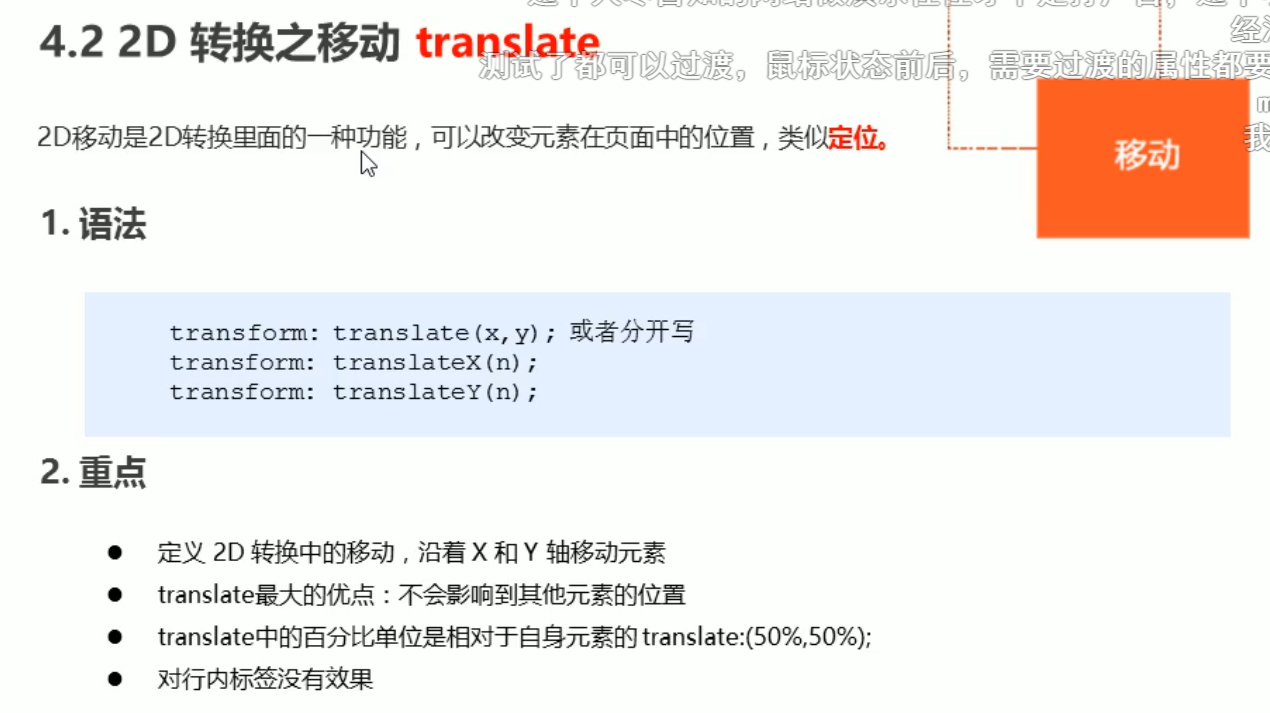 4.2 2D 转换之移动 translate
测试了都可以过渡，鼠标状态前后，需要过渡的属性都要
2D移动是2D转换里面的一种功能，可以改变元素在页面中的位置，类似定位。
移动
1. 语法
transform: translate(x,y); 或者分开写
transform: translateX(n);
transform: translateY(n);
2. 重点
● 定义 2D 转换中的移动，沿着 X 和 Y 轴移动元素
● translate最大的优点：不会影响到其他元素的位置
● translate中的百分比单位是相对于自身元素的 translate:(50%,50%);
● 对行内标签没有效果